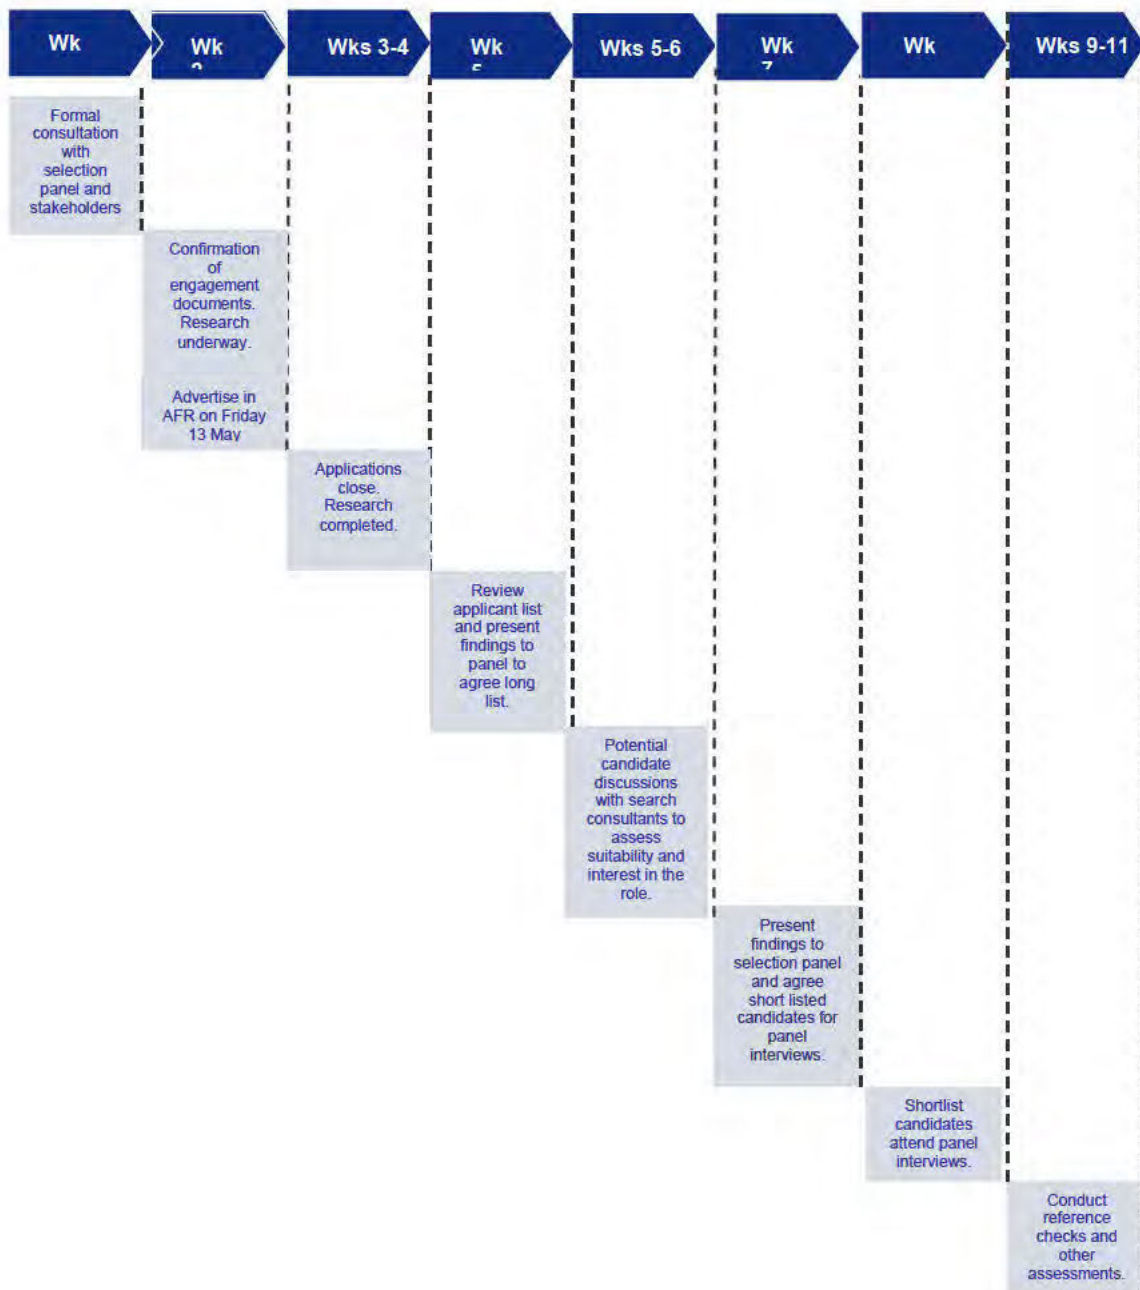 Wk
Wk
Wks 3-4
Wk
Wks 5-6
Wk
Wk
Wks 9-11
Formal
consultation
with
selection
panel and
stakeholders
Confirmation
of
engagement
documents.
Research
underway.
Advertise in
AFR on Friday
13 May
Applications
close.
Research
completed.
Review
applicant list
and present
findings to
panel to
agree long
list.
Potential
candidate
discussions
with search
consultants to
assess
suitability and
interest in the
role.
Present
findings to
selection panel
and agree
short listed
candidates for
panel
interviews.
Shortlist
candidates
attend panel
interviews.
Conduct
reference
checks and
other
assessments.